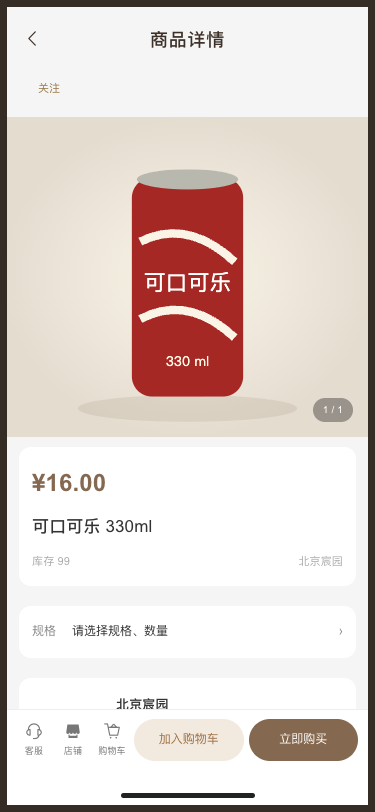 商品详情
关注
可口可乐
330 ml
1 / 1
¥16.00
可口可乐 330ml
库存 99 北京宸园
规格 请选择规格、数量 ›
北京宸园
客服 店铺 购物车 加入购物车 立即购买